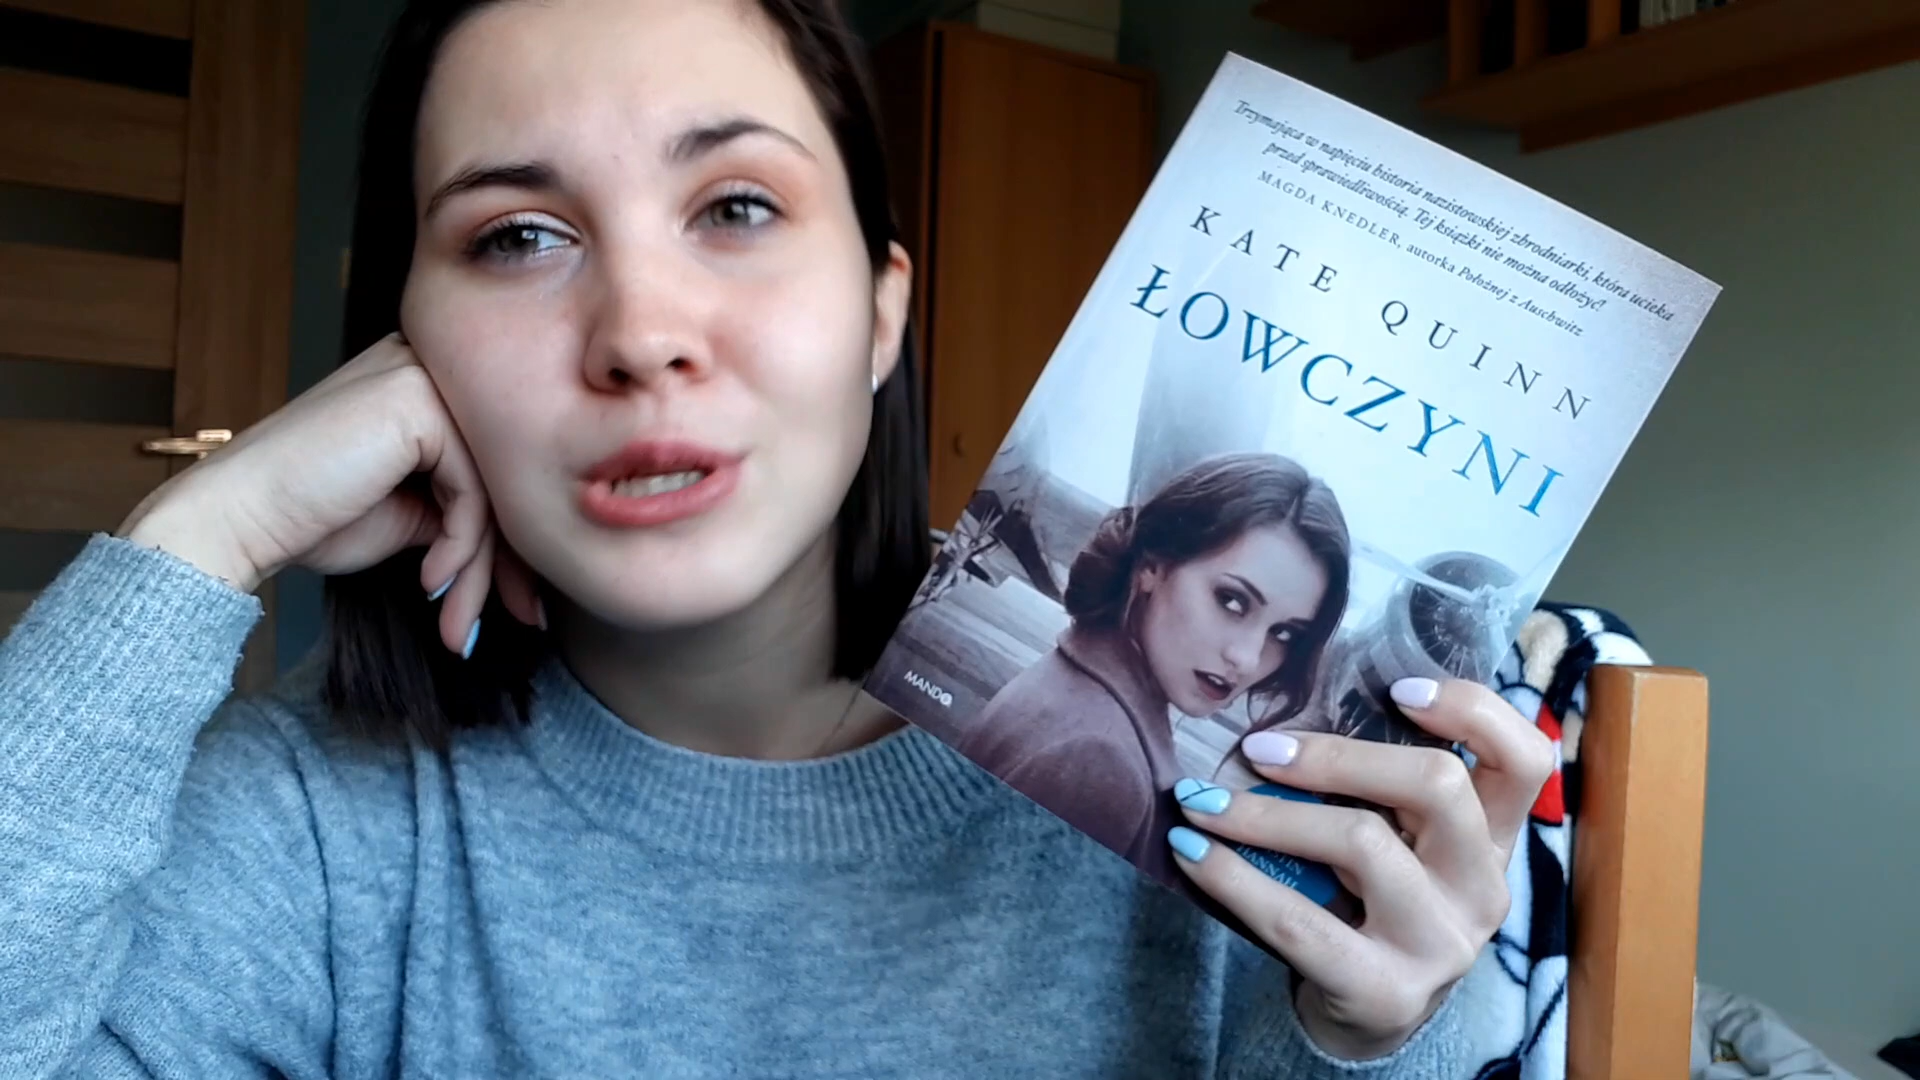 Trzymająca w napięciu historia nazistowskiej zbrodniarki, która ucieka
przed sprawiedliwością. Tej książki nie można odłożyć!
MAGDA KNEDLER, autorka Położnej z Auschwitz
KATE QUINN
ŁOWCZYNI
MANDO
HANNAH